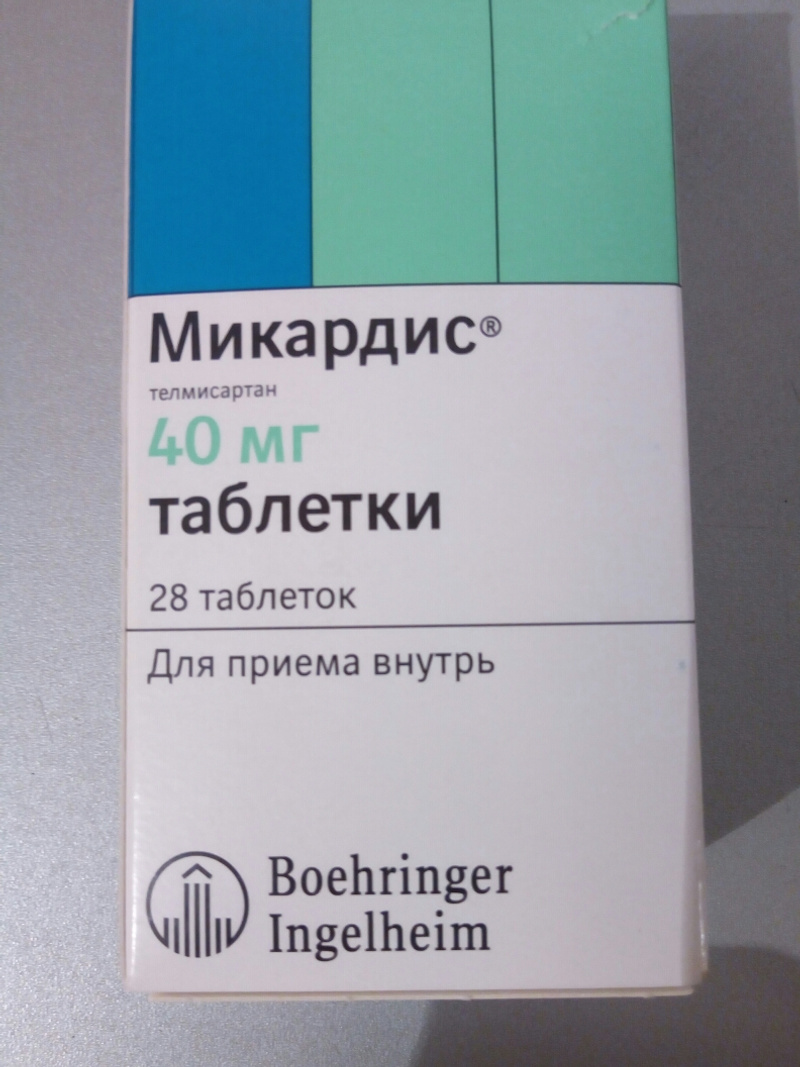 Микардис®
телмисартан
40 мг
таблетки
28 таблеток
Для приема внутрь
Boehringer
Ingelheim